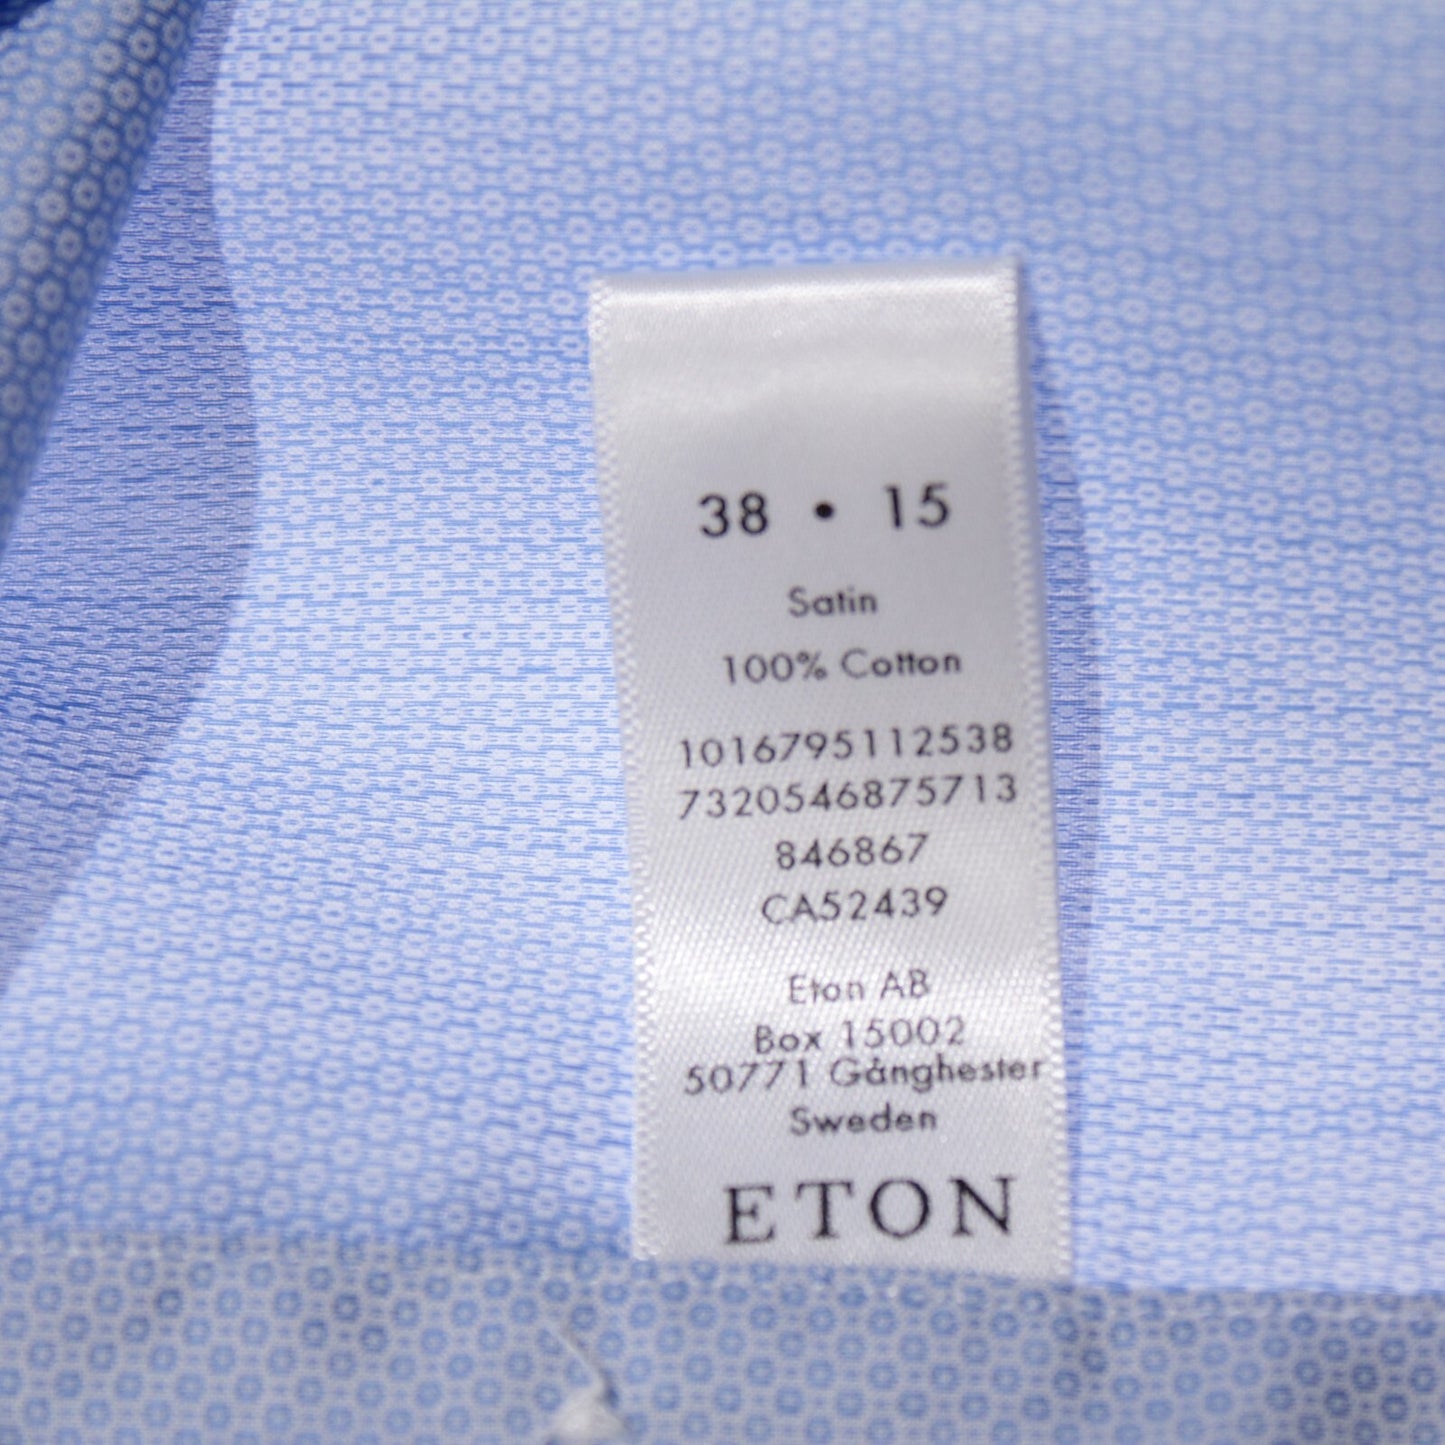 38 • 15
Satin
100% Cotton
1016795112538
7320546875713
846867
CA52439
Eton AB
Box 15002
50771 Gånghester
Sweden
ETON